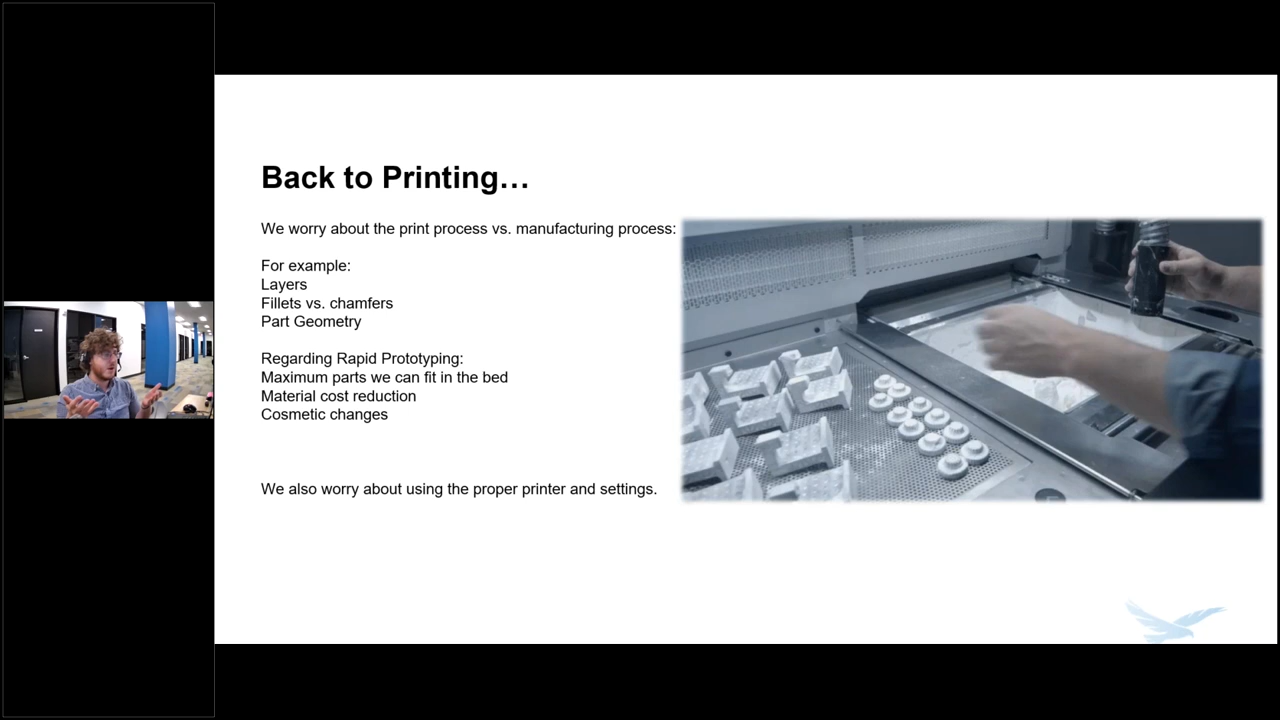 Back to Printing…
We worry about the print process vs. manufacturing process:
For example:
Layers
Fillets vs. chamfers
Part Geometry
Regarding Rapid Prototyping:
Maximum parts we can fit in the bed
Material cost reduction
Cosmetic changes
We also worry about using the proper printer and settings.